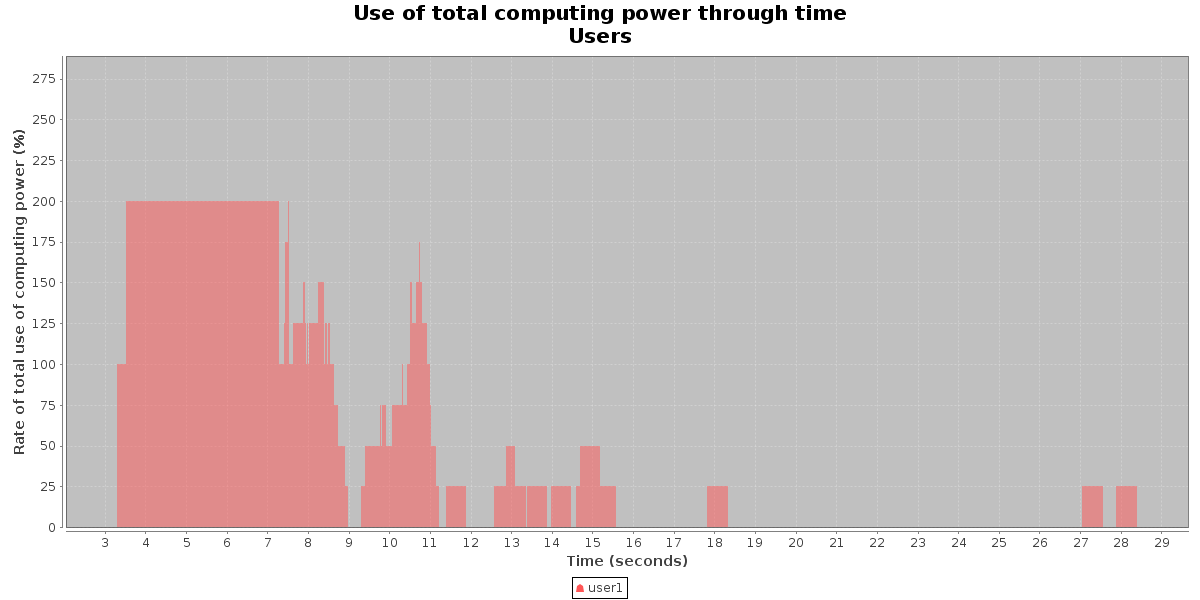 Use of total computing power through time
Users
Rate of total use of computing power (%)
275
250
225
200
175
150
125
100
75
50
25
0
3 4 5 6 7 8 9 10 11 12 13 14 15 16 17 18 19 20 21 22 23 24 25 26 27 28 29
Time (seconds)
user1